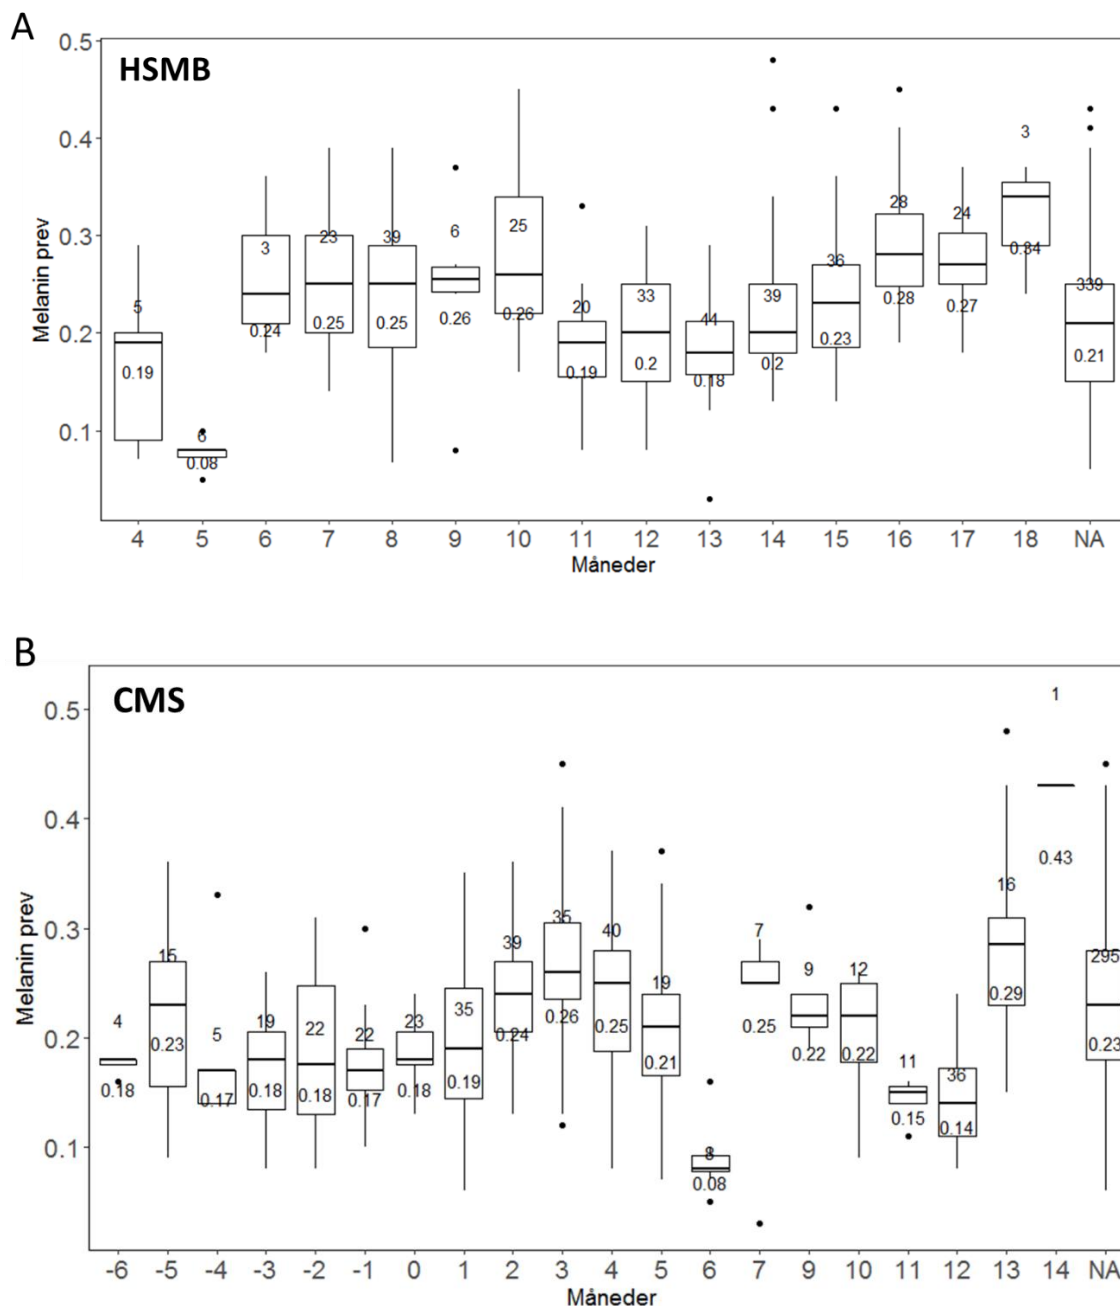 A
HSMB
Melanin prev
0.5
0.4
0.3
0.2
0.1
5 6 3 23 39 6 25 20 33 44 39 36 28 24 3 339
0.19 0.08 0.24 0.25 0.25 0.26 0.26 0.19 0.2 0.18 0.2 0.23 0.28 0.27 0.34 0.21
4 5 6 7 8 9 10 11 12 13 14 15 16 17 18 NA
Måneder
B
CMS
Melanin prev
0.5
0.4
0.3
0.2
0.1
4 15 5 19 22 22 23 35 39 35 40 19 8 7 9 12 11 36 16 1 295
0.18 0.23 0.17 0.18 0.18 0.17 0.18 0.19 0.24 0.26 0.25 0.21 0.08 0.25 0.22 0.22 0.15 0.14 0.29 0.43 0.23
-6 -5 -4 -3 -2 -1 0 1 2 3 4 5 6 7 9 10 11 12 13 14 NA
Måneder